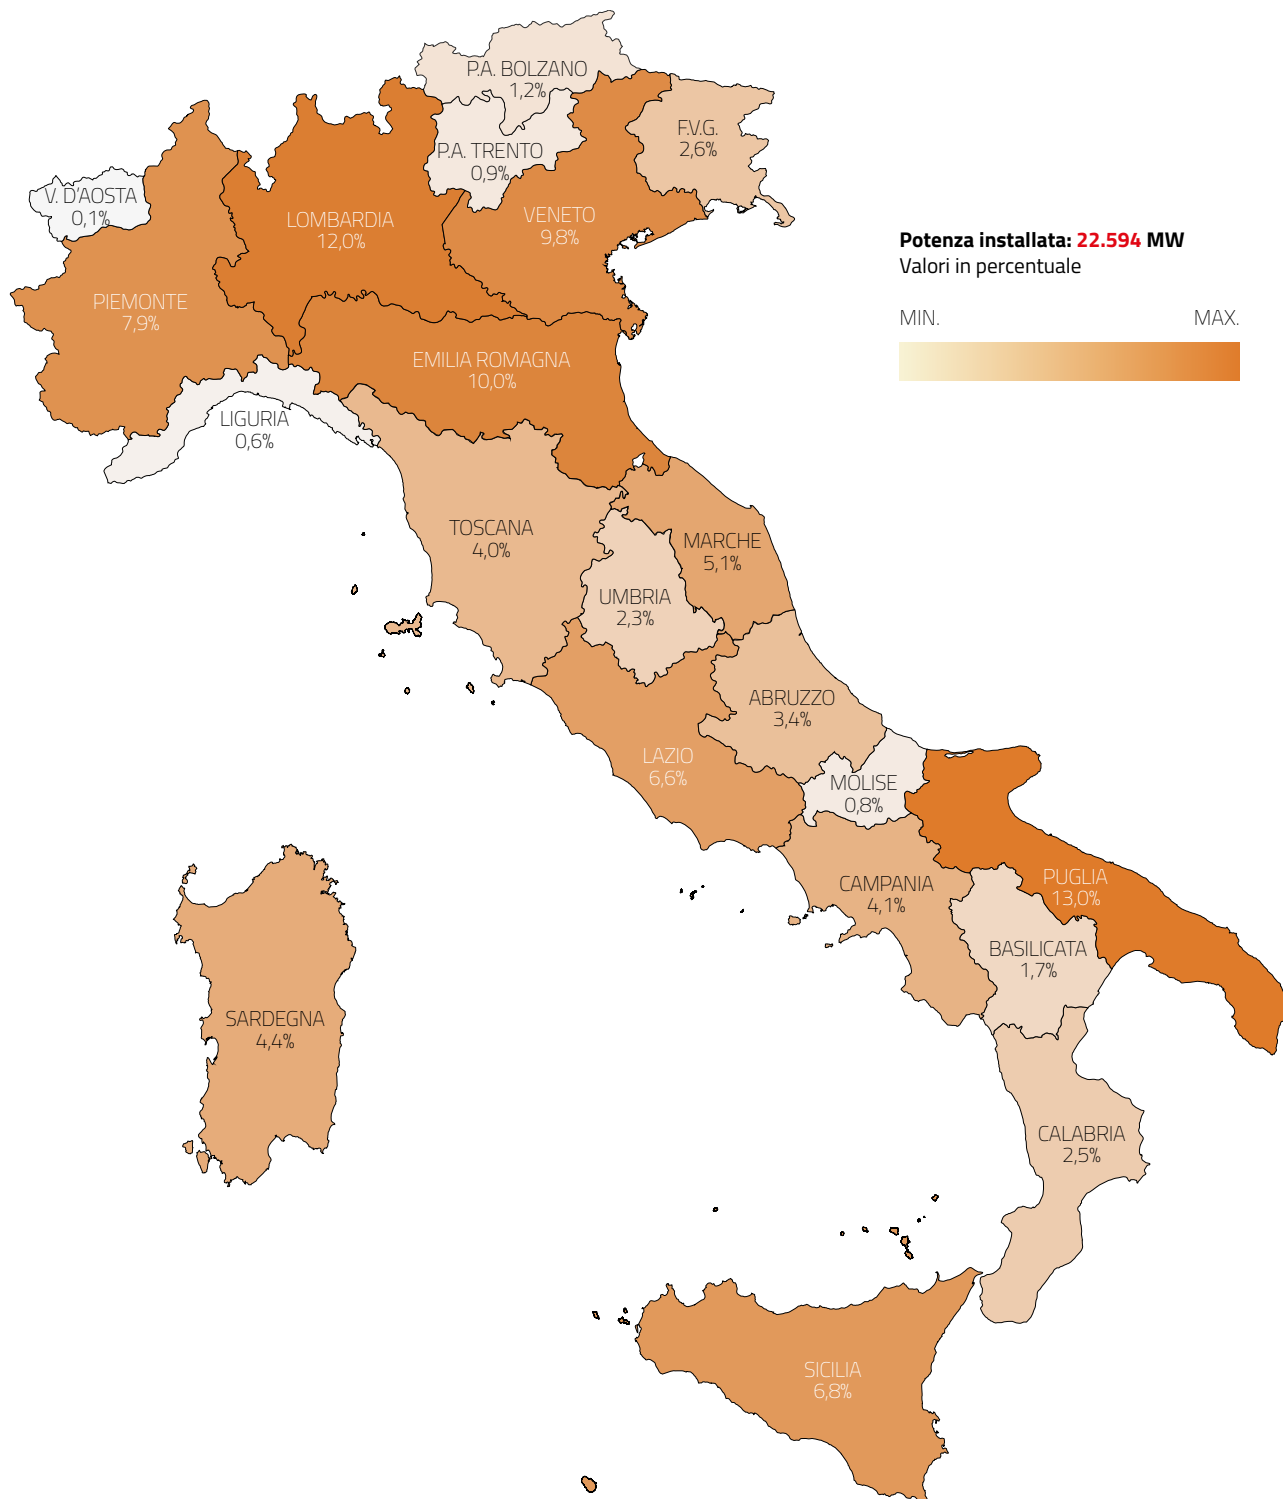 P.A. BOLZANO
1,2%
F.V.G.
2,6%
P.A. TRENTO
0,9%
V. D'AOSTA
0,1%
LOMBARDIA
12,0%
VENETO
9,8%
Potenza installata: 22.594 MW
Valori in percentuale
MIN. MAX.
PIEMONTE
7,9%
EMILIA ROMAGNA
10,0%
LIGURIA
0,6%
TOSCANA
4,0%
MARCHE
5,1%
UMBRIA
2,3%
ABRUZZO
3,4%
LAZIO
6,6%
MOLISE
0,8%
CAMPANIA
4,1%
PUGLIA
13,0%
BASILICATA
1,7%
SARDEGNA
4,4%
CALABRIA
2,5%
SICILIA
6,8%